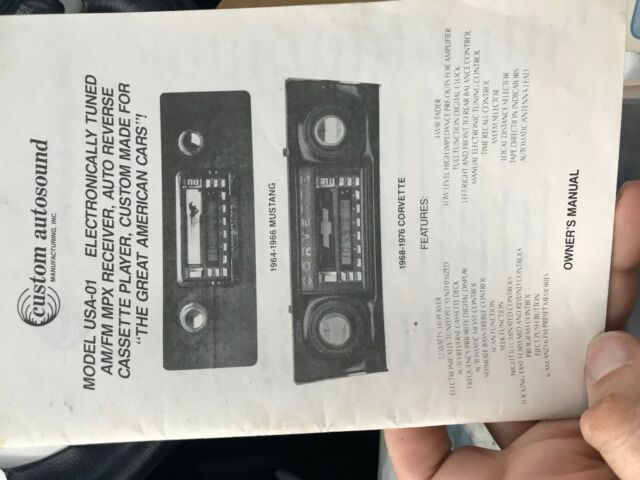 custom autosound
MANUFACTURING, INC.
MODEL USA-01 ELECTRONICALLY TUNED
AM/FM MPX RECEIVER, AUTO REVERSE
CASSETTE PLAYER, CUSTOM MADE FOR
"THE GREAT AMERICAN CARS"!
1964-1966 MUSTANG
1968-1976 CORVETTE
FEATURES:
12 WATTS - HI POWER
ELECTRONICALLY TUNED PLL SYNTHESIZED
AUTO REVERSE CASSETTE DECK
FREQUENCY PRIORITY DIGITAL DISPLAY
AUTOMATIC MUSIC CONTROL
SEPARATE BASS/TREBLE CONTROL
SCAN FUNCTION
SEEK FUNCTION
NIGHT ILLUMINATED CONTROLS
LOCKING FAST FORWARD AND REWIND CONTROLS
PROGRAM CONTROL
EJECT PUSH BUTTON
6 AM AND 6 FM PRESET MEMORIES
4-WAY FADER
LOW LEVEL HIGH IMPEDANCE PRE-OUTS FOR AMPLIFIER
FULL FUNCTION DIGITAL CLOCK
LEFT/RIGHT AND FRONT TO REAR BALANCE CONTROL
MANUAL ELECTRONIC TUNING CONTROL
TIME RECALL CONTROL
AM/FM SELECTOR
LOCAL DISTANCE SELECTOR
TAPE DIRECTION INDICATORS
AUTOMATIC ANTENNA LEAD
OWNER'S MANUAL